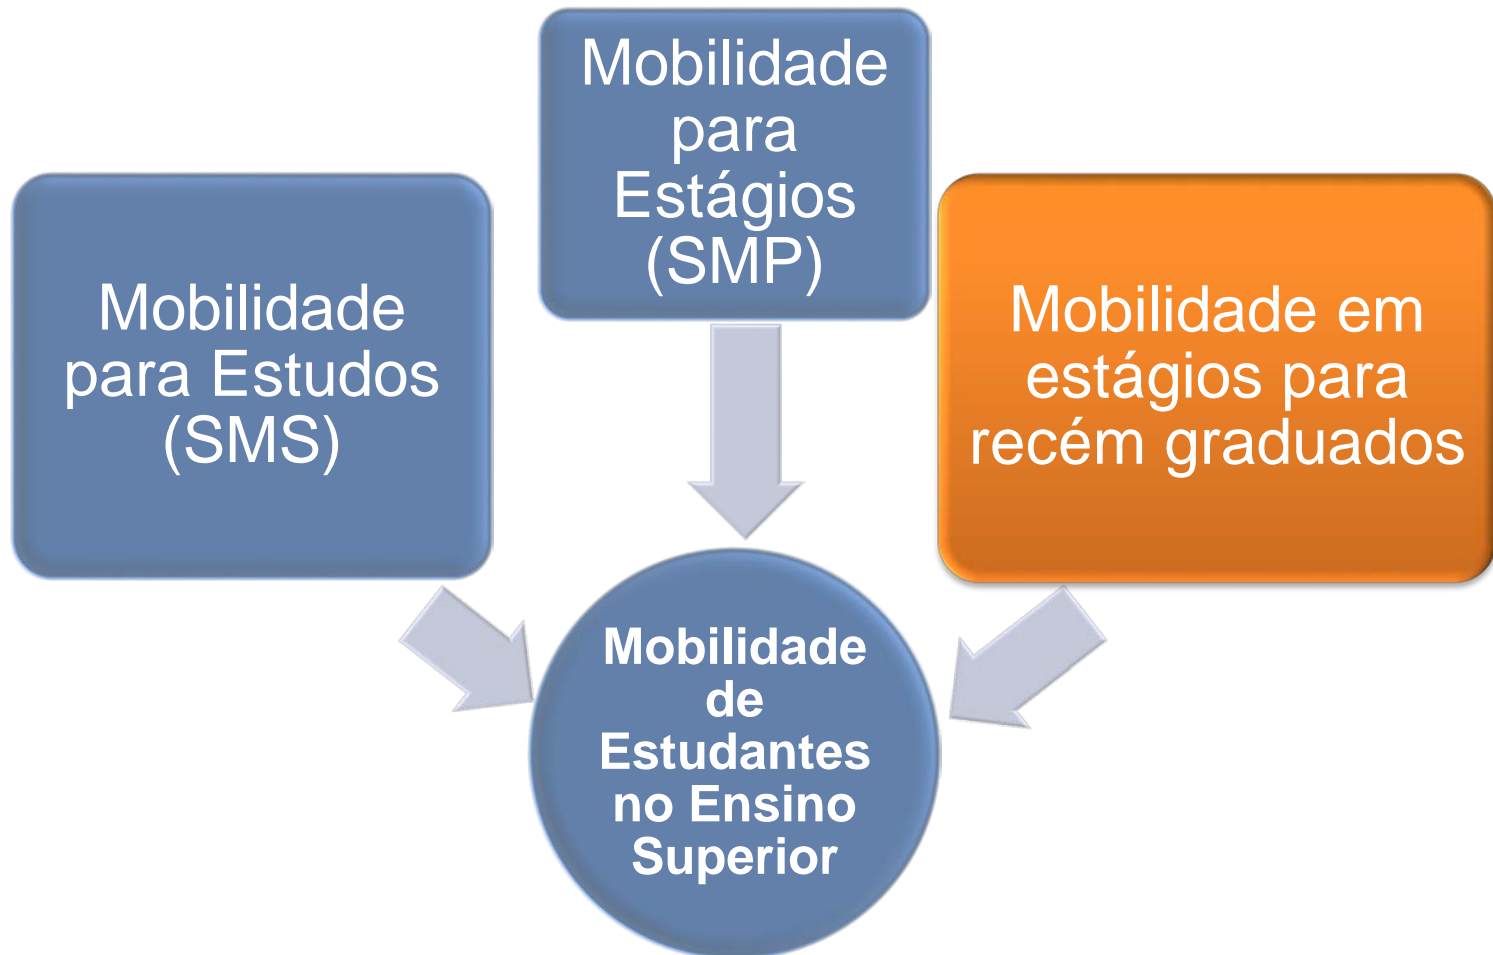 Mobilidade
para
Estágios
(SMP)
Mobilidade
para Estudos
(SMS)
Mobilidade em
estágios para
recém graduados
Mobilidade
de
Estudantes
no Ensino
Superior